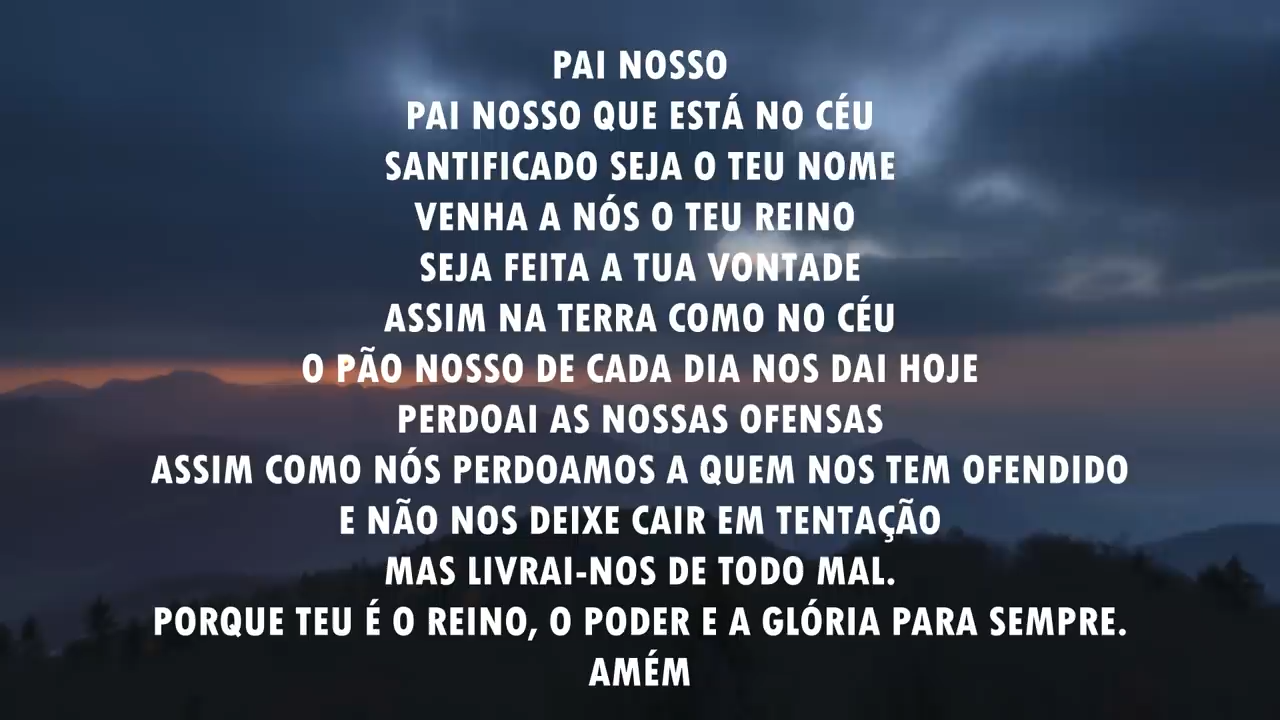 PAI NOSSO
PAI NOSSO QUE ESTÁ NO CÉU
SANTIFICADO SEJA O TEU NOME
VENHA A NÓS O TEU REINO
SEJA FEITA A TUA VONTADE
ASSIM NA TERRA COMO NO CÉU
O PÃO NOSSO DE CADA DIA NOS DAI HOJE
PERDOAI AS NOSSAS OFENSAS
ASSIM COMO NÓS PERDOAMOS A QUEM NOS TEM OFENDIDO
E NÃO NOS DEIXE CAIR EM TENTAÇÃO
MAS LIVRAI-NOS DE TODO MAL.
PORQUE TEU É O REINO, O PODER E A GLÓRIA PARA SEMPRE.
AMÉM